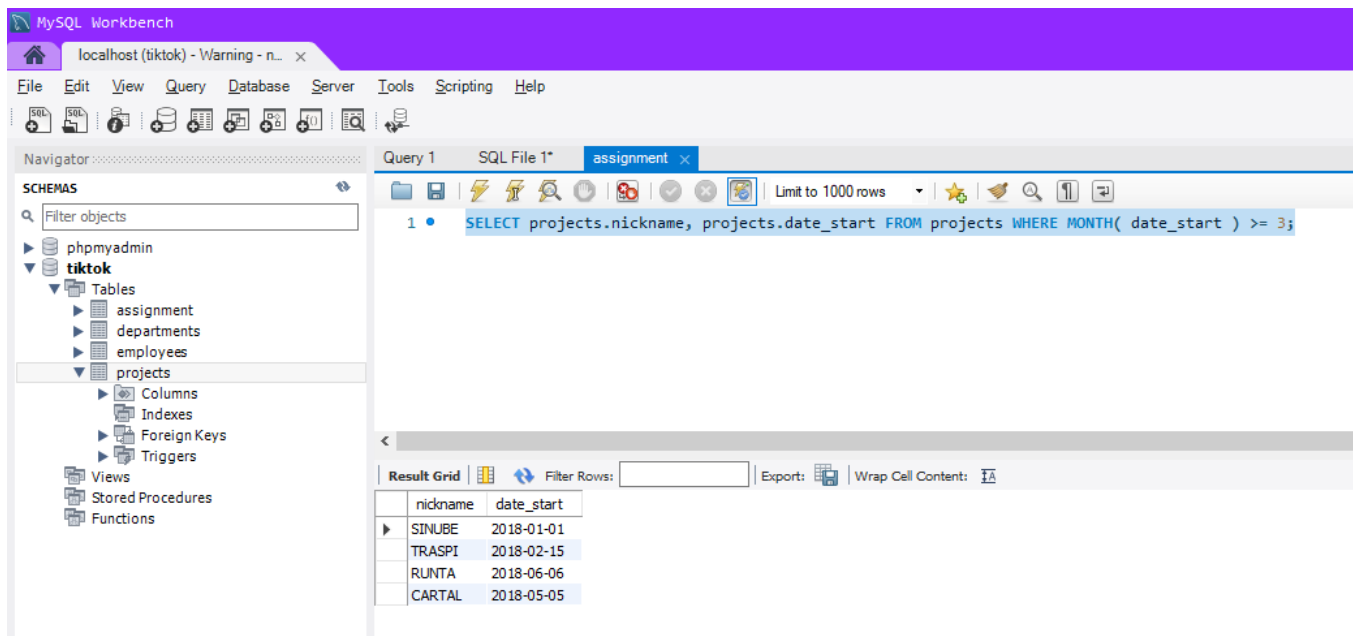 MySQL Workbench
localhost (tiktok) - Warning - n...
File Edit View Query Database Server Tools Scripting Help
Navigator
Query 1 SQL File 1* assignment
SCHEMAS
Limit to 1000 rows
Filter objects
1 SELECT projects.nickname, projects.date_start FROM projects WHERE MONTH( date_start ) >= 3;
phpmyadmin
tiktok
Tables
assignment
departments
employees
projects
Columns
Indexes
Foreign Keys
Triggers
Views
Stored Procedures
Functions
Result Grid Filter Rows: Export: Wrap Cell Content:
nickname date_start
SINUBE 2018-01-01
TRASPI 2018-02-15
RUNTA 2018-06-06
CARTAL 2018-05-05